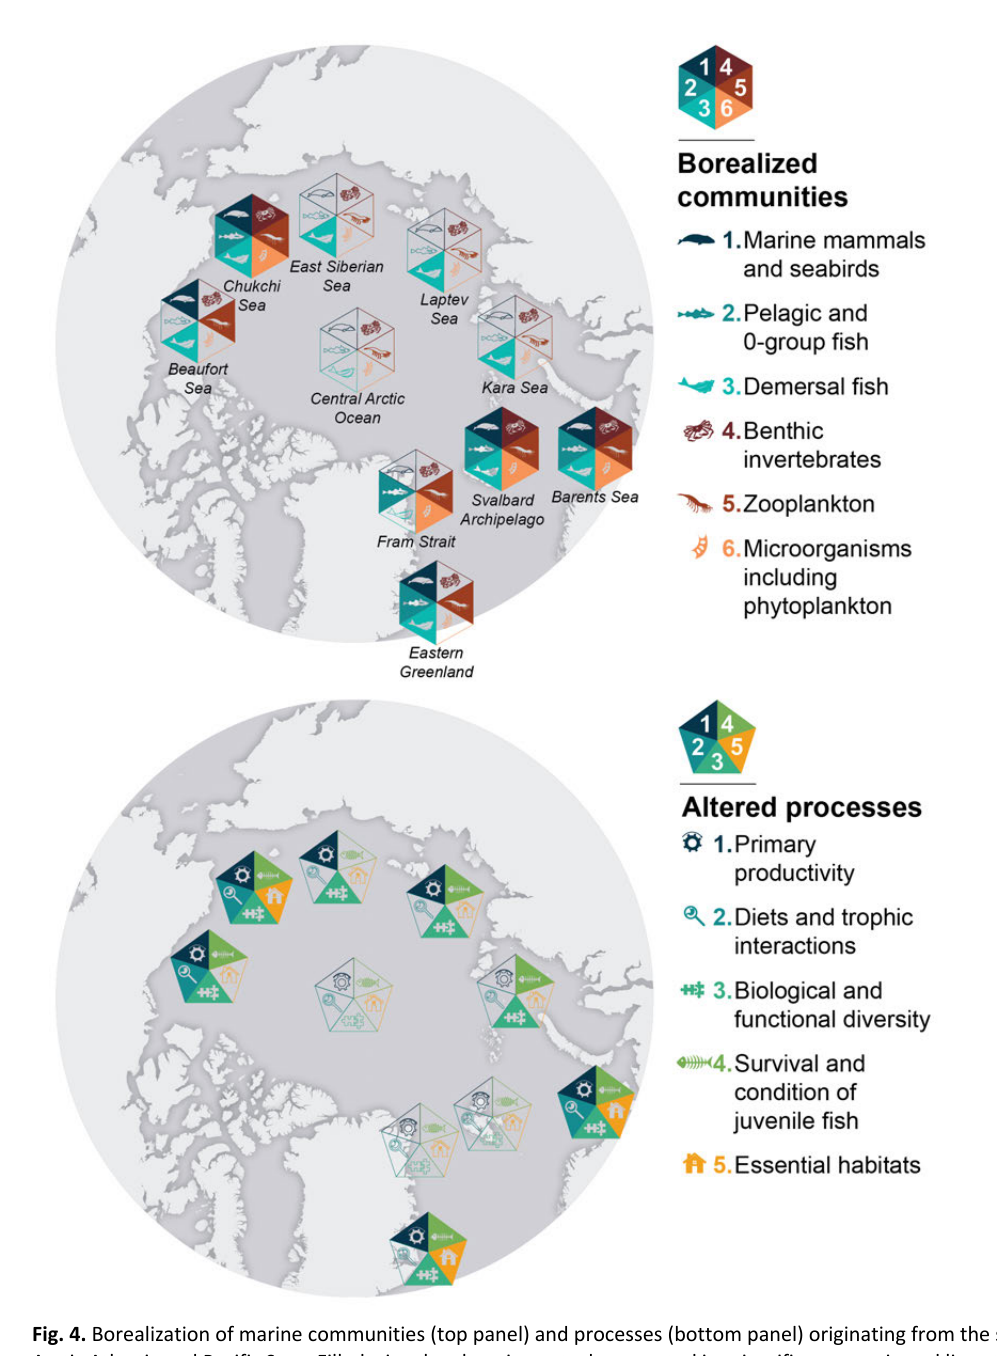 1 4
2 5
3 6
Borealized
communities
1. Marine mammals
and seabirds
2. Pelagic and
0-group fish
3. Demersal fish
4. Benthic
invertebrates
5. Zooplankton
6. Microorganisms
including
phytoplankton
East Siberian
Sea
Chukchi
Sea
Laptev
Sea
Beaufort
Sea
Kara Sea
Central Arctic
Ocean
Svalbard
Archipelago
Barents Sea
Fram Strait
Eastern
Greenland
1 4
2 5
3
Altered processes
1. Primary
productivity
2. Diets and trophic
interactions
3. Biological and
functional diversity
4. Survival and
condition of
juvenile fish
5. Essential habitats
Fig. 4. Borealization of marine communities (top panel) and processes (bottom panel) originating from the